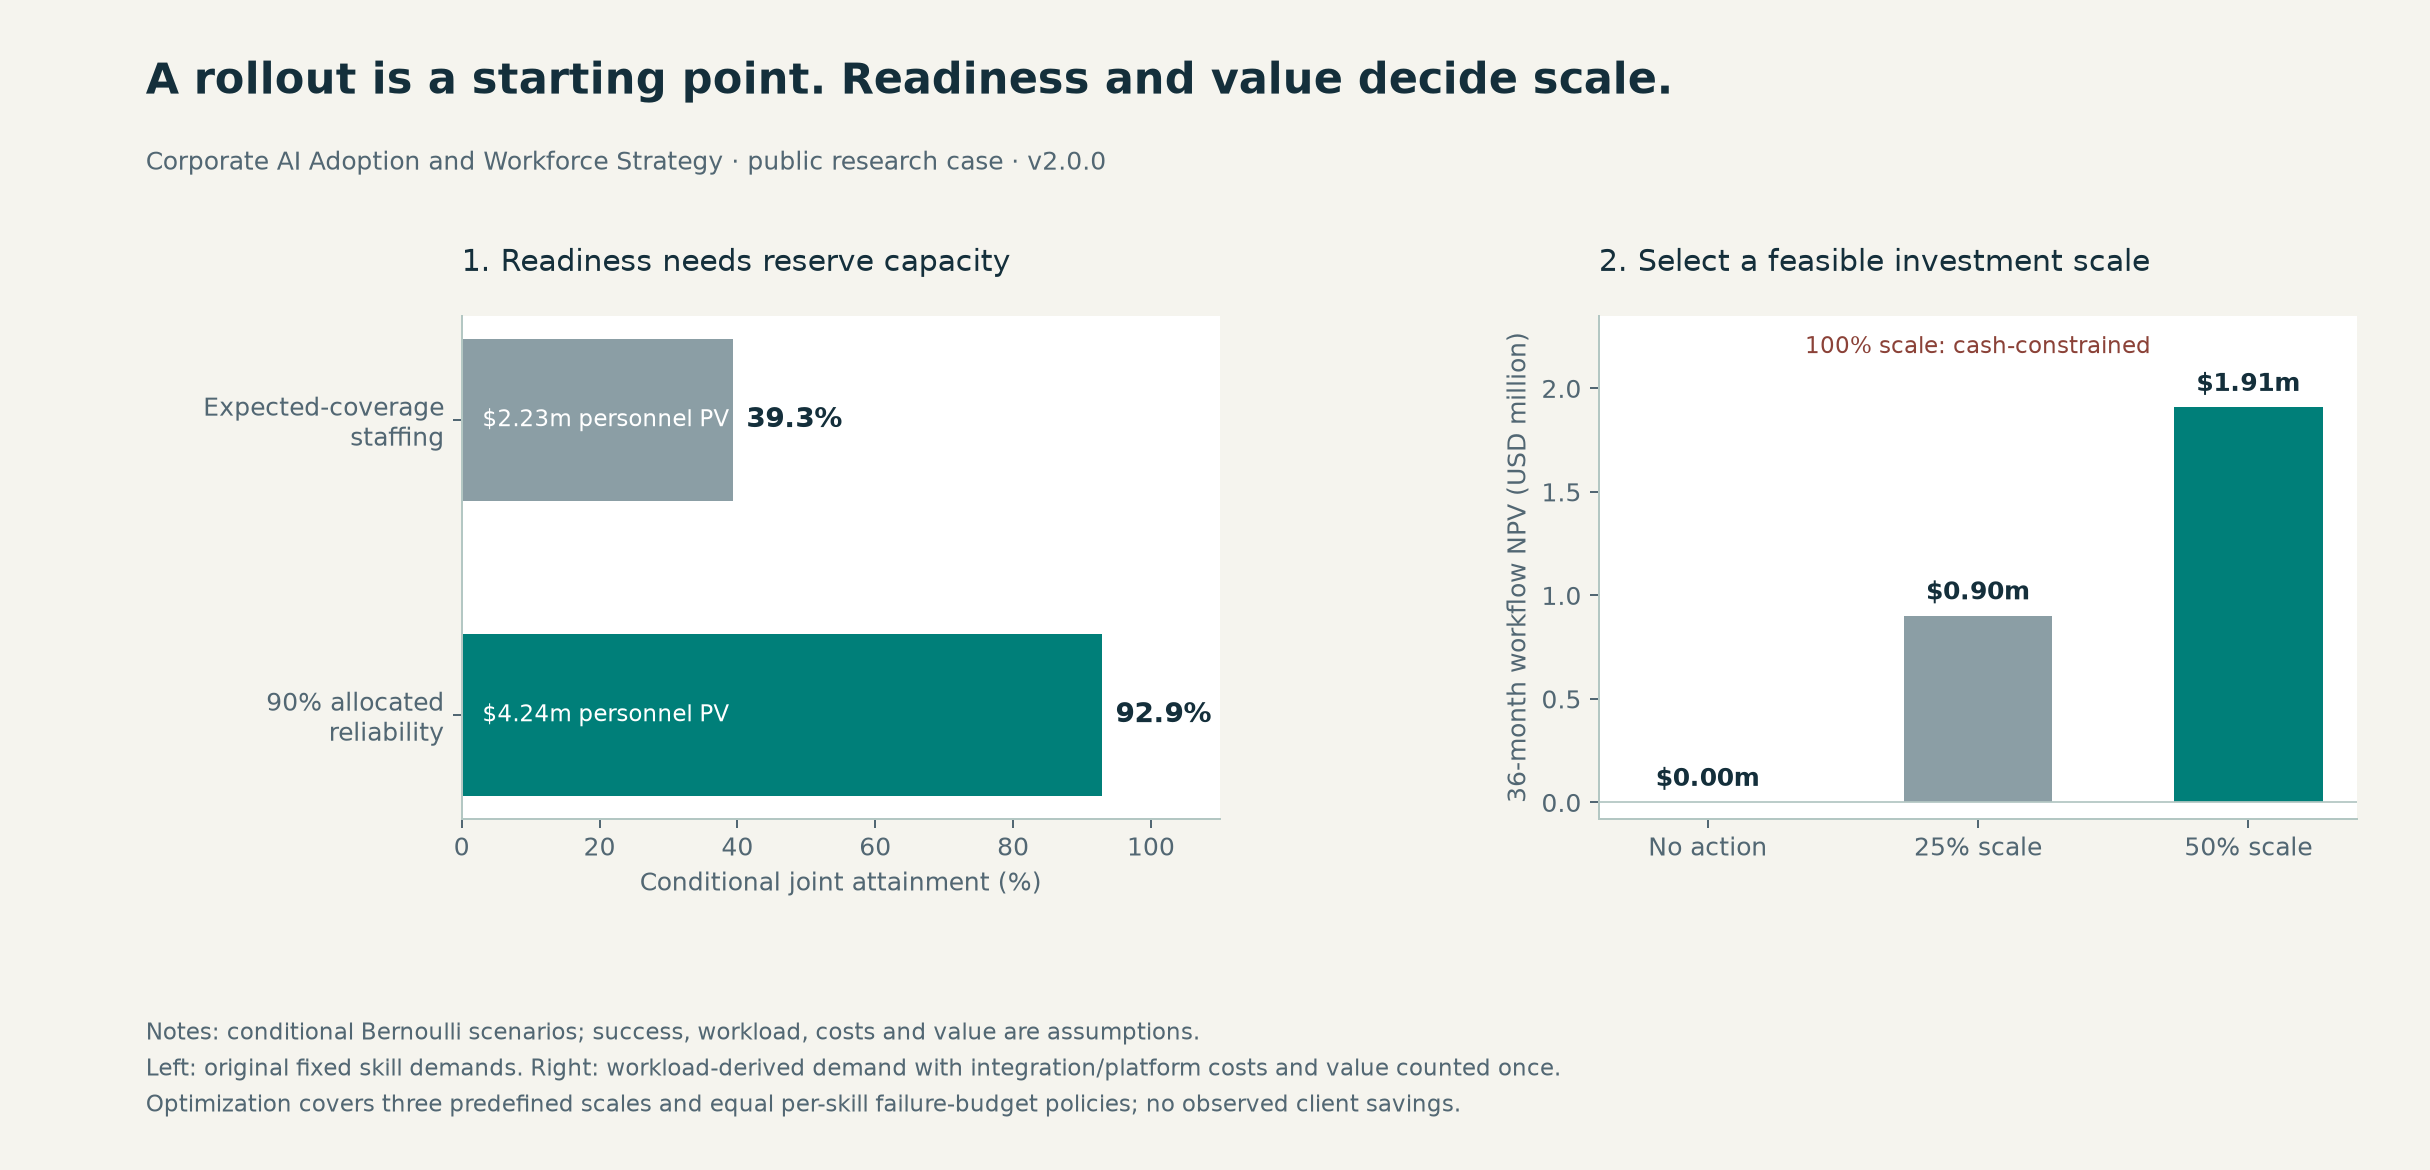 A rollout is a starting point. Readiness and value decide scale.
Corporate AI Adoption and Workforce Strategy · public research case · v2.0.0
1. Readiness needs reserve capacity
Expected-coverage
staffing
$2.23m personnel PV
39.3%
90% allocated
reliability
$4.24m personnel PV
92.9%
0 20 40 60 80 100
Conditional joint attainment (%)
2. Select a feasible investment scale
36-month workflow NPV (USD million)
2.0
1.5
1.0
0.5
0.0
100% scale: cash-constrained
$0.00m
$0.90m
$1.91m
No action 25% scale 50% scale
Notes: conditional Bernoulli scenarios; success, workload, costs and value are assumptions.
Left: original fixed skill demands. Right: workload-derived demand with integration/platform costs and value counted once.
Optimization covers three predefined scales and equal per-skill failure-budget policies; no observed client savings.